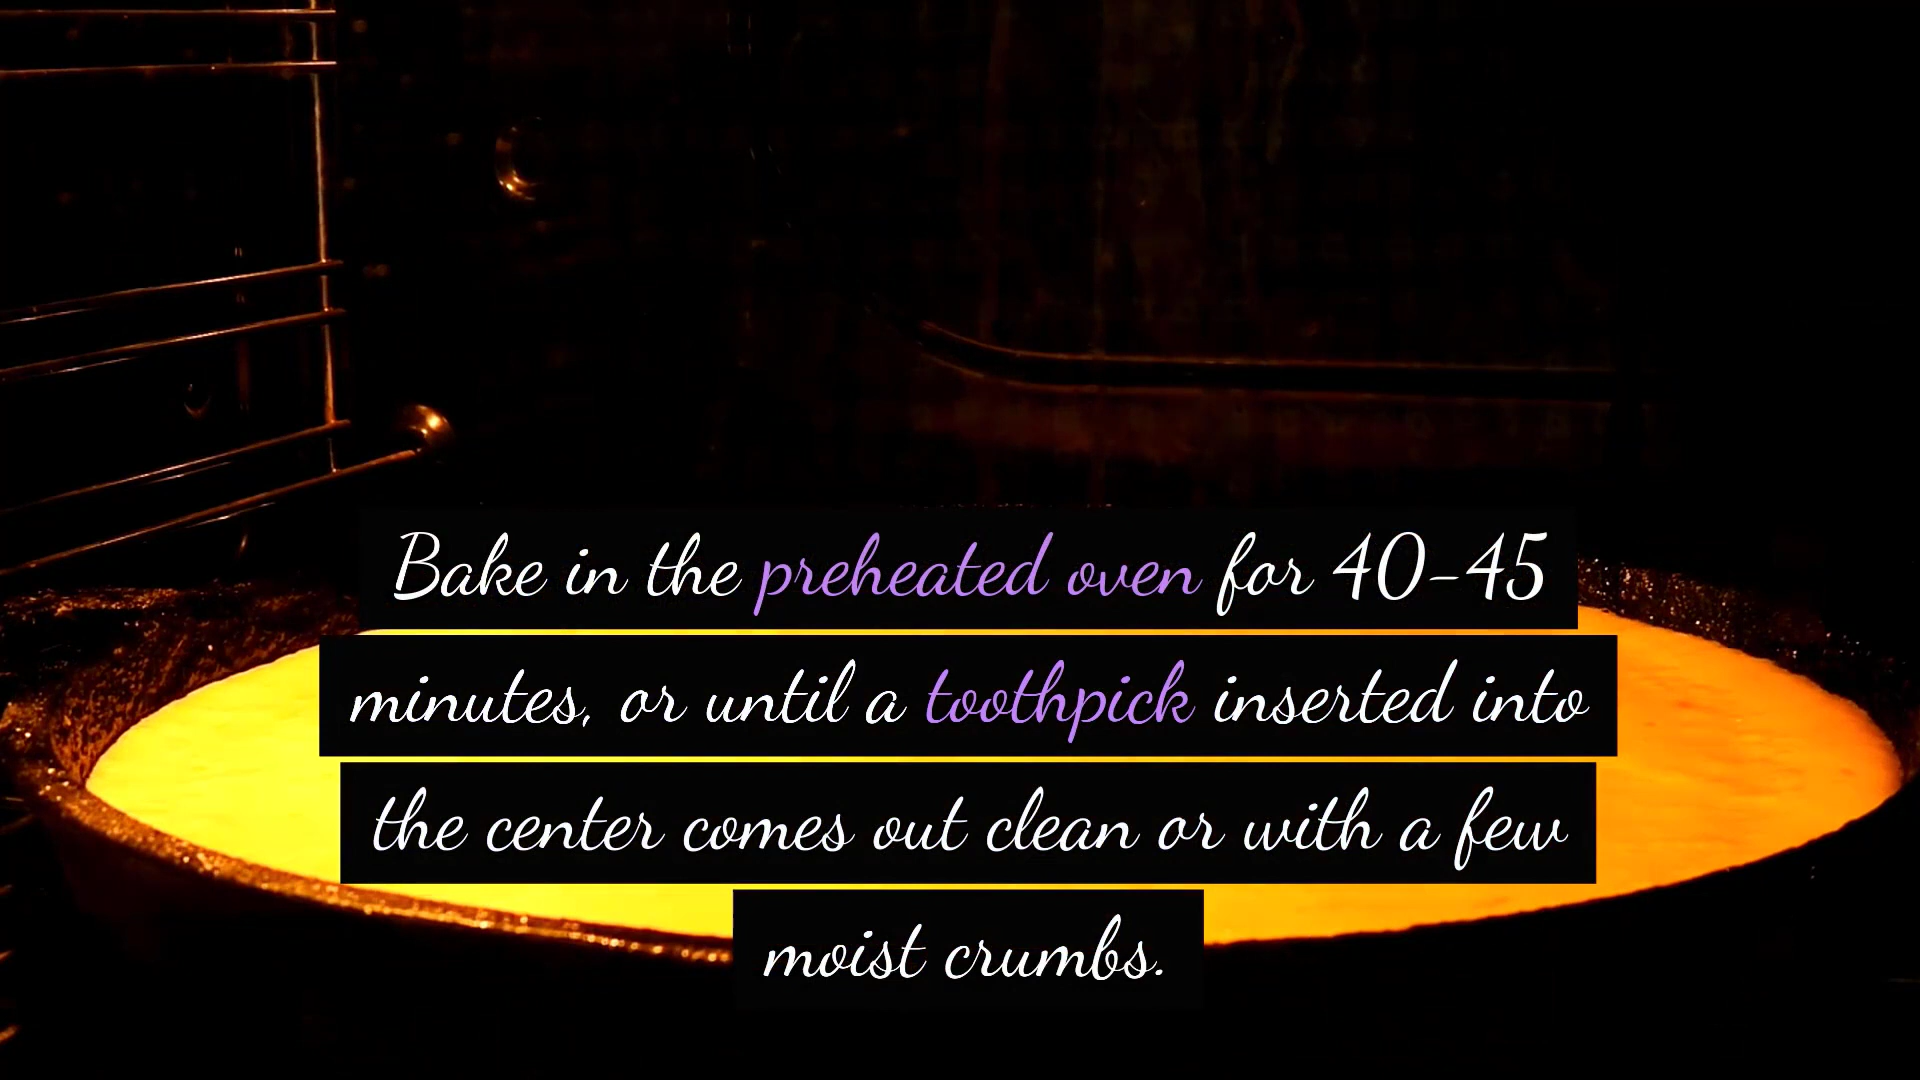 Bake in the preheated oven for 40-45
minutes, or until a toothpick inserted into
the center comes out clean or with a few
moist crumbs.